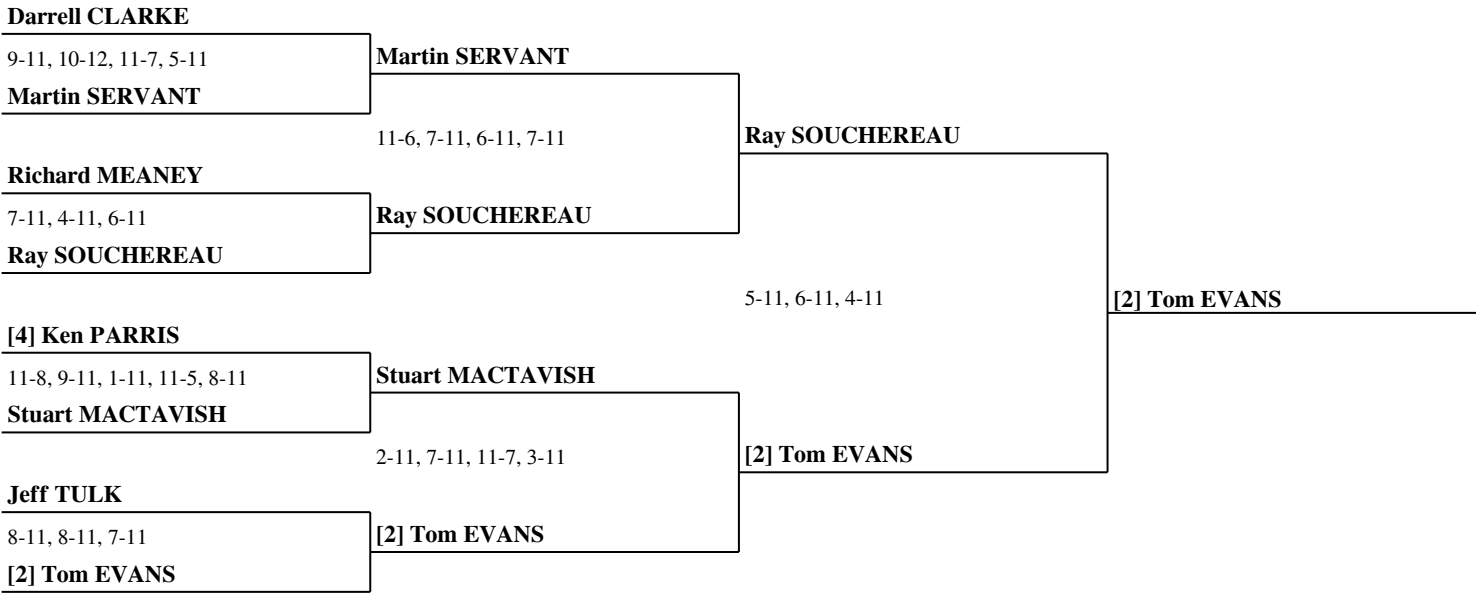 Darrell CLARKE
9-11, 10-12, 11-7, 5-11
Martin SERVANT
Martin SERVANT
11-6, 7-11, 6-11, 7-11
Ray SOUCHEREAU
Richard MEANEY
7-11, 4-11, 6-11
Ray SOUCHEREAU
Ray SOUCHEREAU
5-11, 6-11, 4-11
[2] Tom EVANS
[4] Ken PARRIS
11-8, 9-11, 1-11, 11-5, 8-11
Stuart MACTAVISH
Stuart MACTAVISH
2-11, 7-11, 11-7, 3-11
[2] Tom EVANS
Jeff TULK
8-11, 8-11, 7-11
[2] Tom EVANS
[2] Tom EVANS